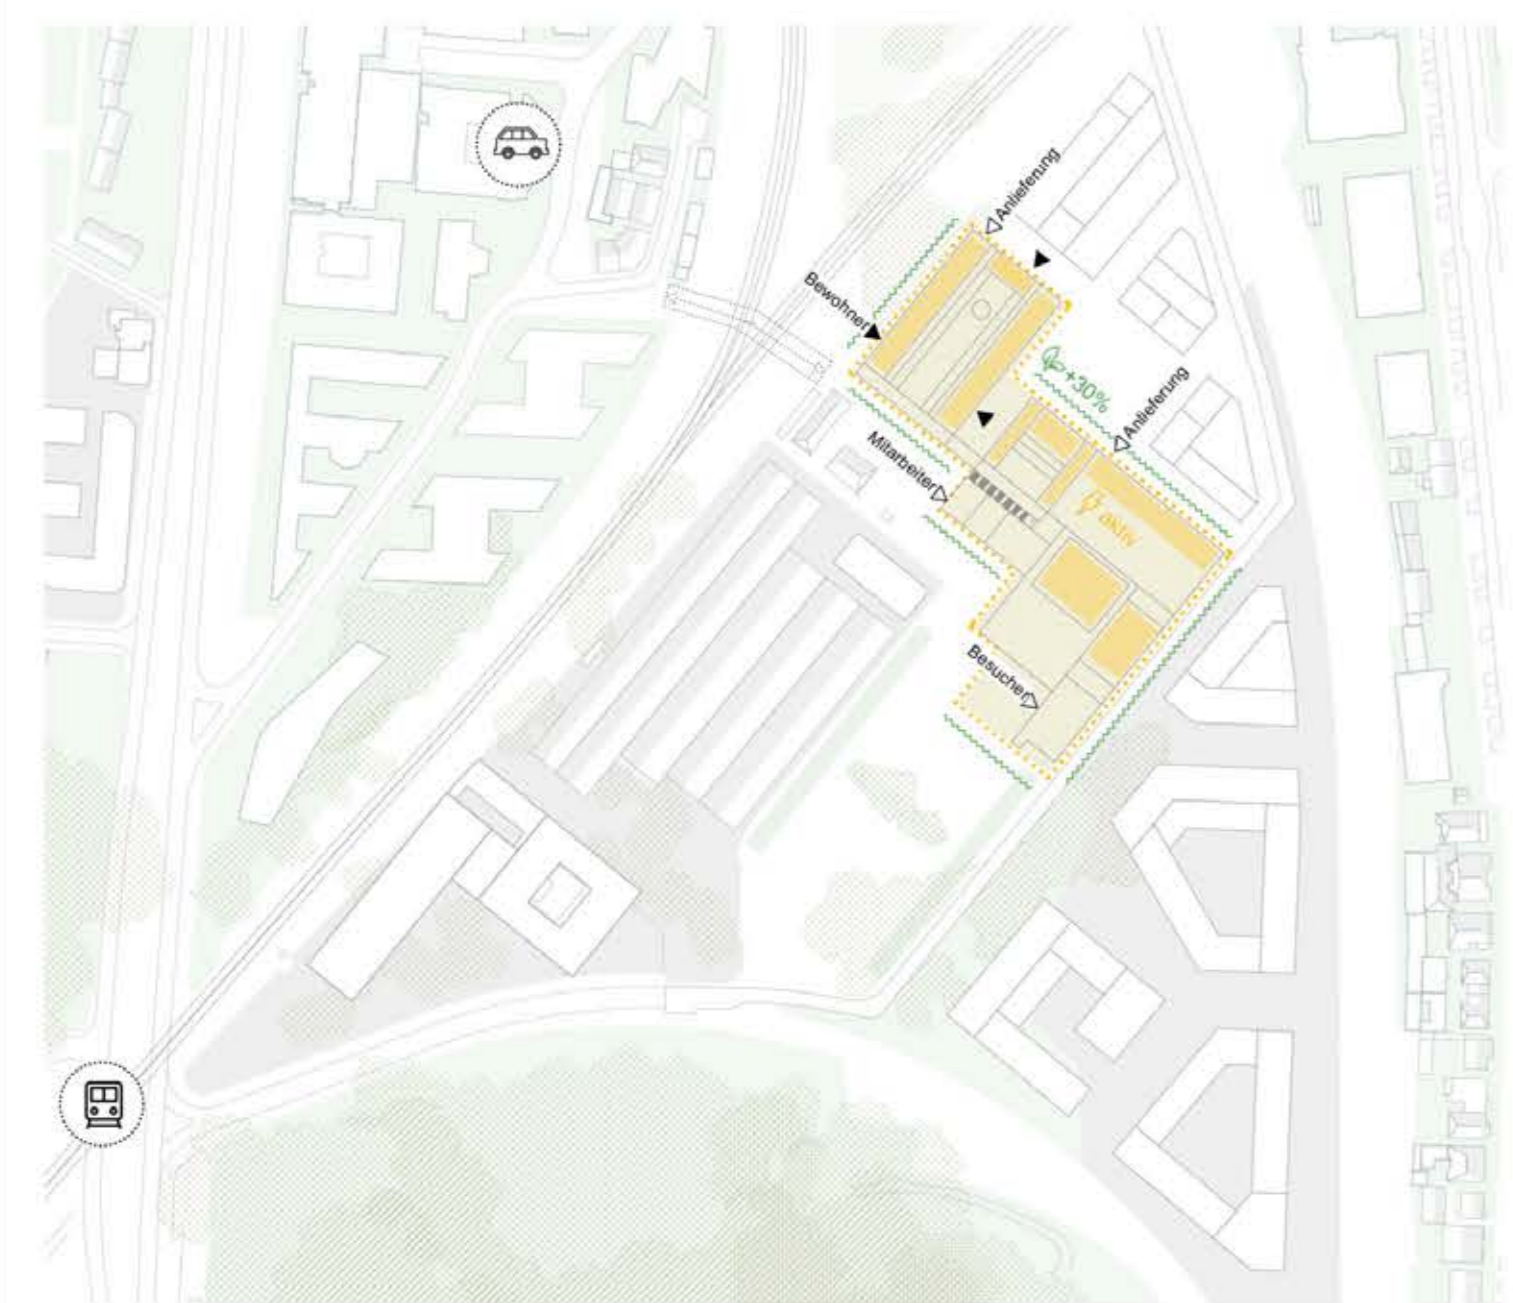 Anlieferung
Bewohner
+30%
Anlieferung
Mitarbeiter
aktiv
Besucher